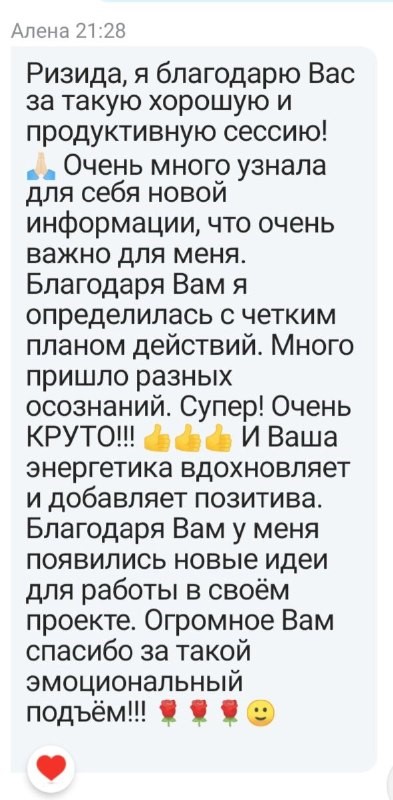 Алена 21:28
Ризида, я благодарю Вас
за такую хорошую и
продуктивную сессию!
🙏🏻 Очень много узнала
для себя новой
информации, что очень
важно для меня.
Благодаря Вам я
определилась с четким
планом действий. Много
пришло разных
осознаний. Супер! Очень
КРУТО!!! 👍👍👍 И Ваша
энергетика вдохновляет
и добавляет позитива.
Благодаря Вам у меня
появились новые идеи
для работы в своём
проекте. Огромное Вам
спасибо за такой
эмоциональный
подъём!!! 🌹🌹🌹🙂